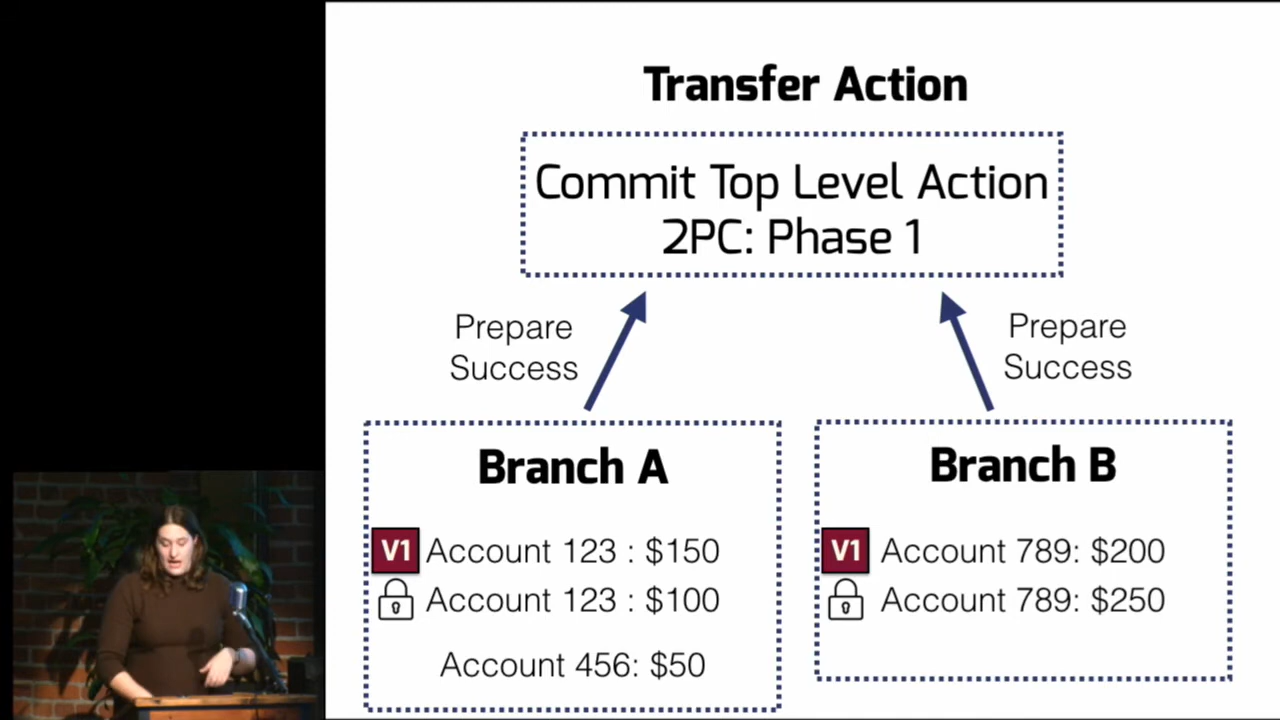 Transfer Action
Commit Top Level Action
2PC: Phase 1
Prepare
Success
Prepare
Success
Branch A
V1 Account 123 : $150
Account 123 : $100
Account 456: $50
Branch B
V1 Account 789: $200
Account 789: $250